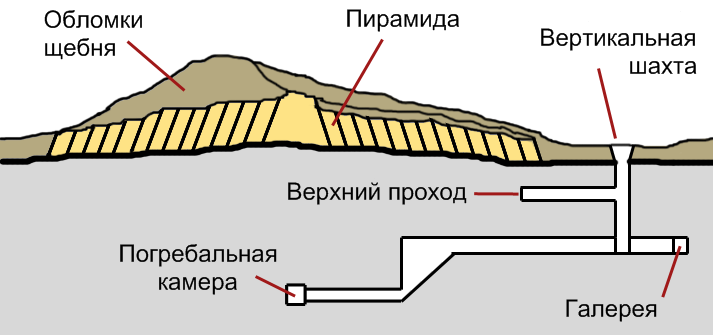 Обломки
щебня
Пирамида
Вертикальная
шахта
Верхний проход
Погребальная
камера
Галерея